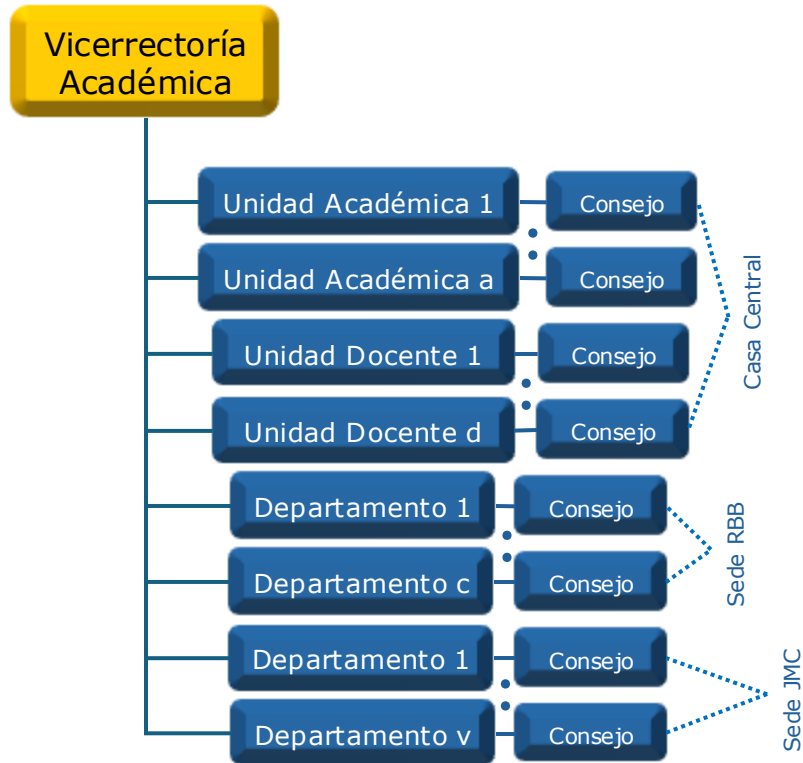 Vicerrectoría
Académica
Unidad Académica 1
Consejo
Unidad Académica a
Consejo
Unidad Docente 1
Consejo
Unidad Docente d
Consejo
Casa Central
Departamento 1
Consejo
Departamento c
Consejo
Sede RBB
Departamento 1
Consejo
Departamento v
Consejo
Sede JMC